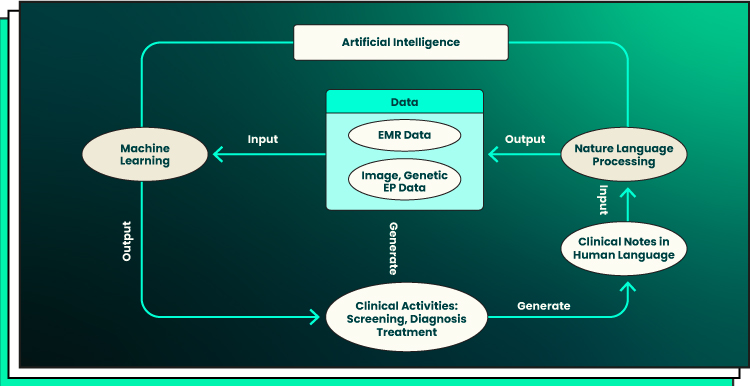 Artificial Intelligence
Data
EMR Data
Image, Genetic
EP Data
Machine
Learning
Input
Output
Nature Language
Processing
Input
Clinical Notes in
Human Language
Output
Generate
Clinical Activities:
Screening, Diagnosis
Treatment
Generate